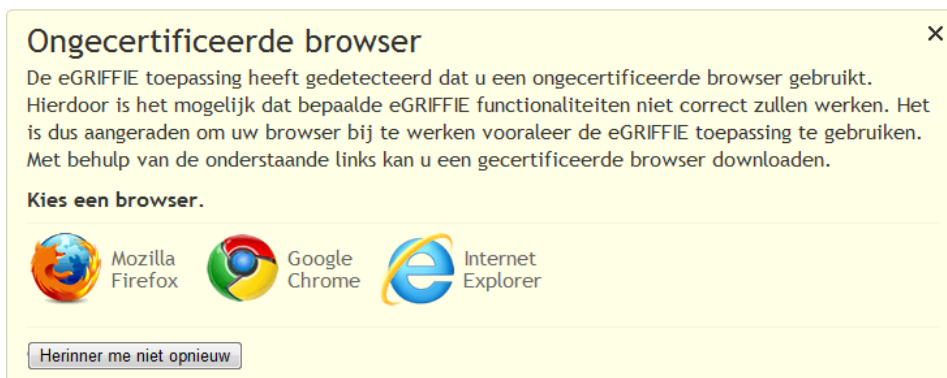 Ongecertificeerde browser
De eGRIFFIE toepassing heeft gedetecteerd dat u een ongecertificeerde browser gebruikt.
Hierdoor is het mogelijk dat bepaalde eGRIFFIE functionaliteiten niet correct zullen werken. Het
is dus aangeraden om uw browser bij te werken vooraleer de eGRIFFIE toepassing te gebruiken.
Met behulp van de onderstaande links kan u een gecertificeerde browser downloaden.
Kies een browser.
Mozilla
Firefox
Google
Chrome
Internet
Explorer
Herinner me niet opnieuw